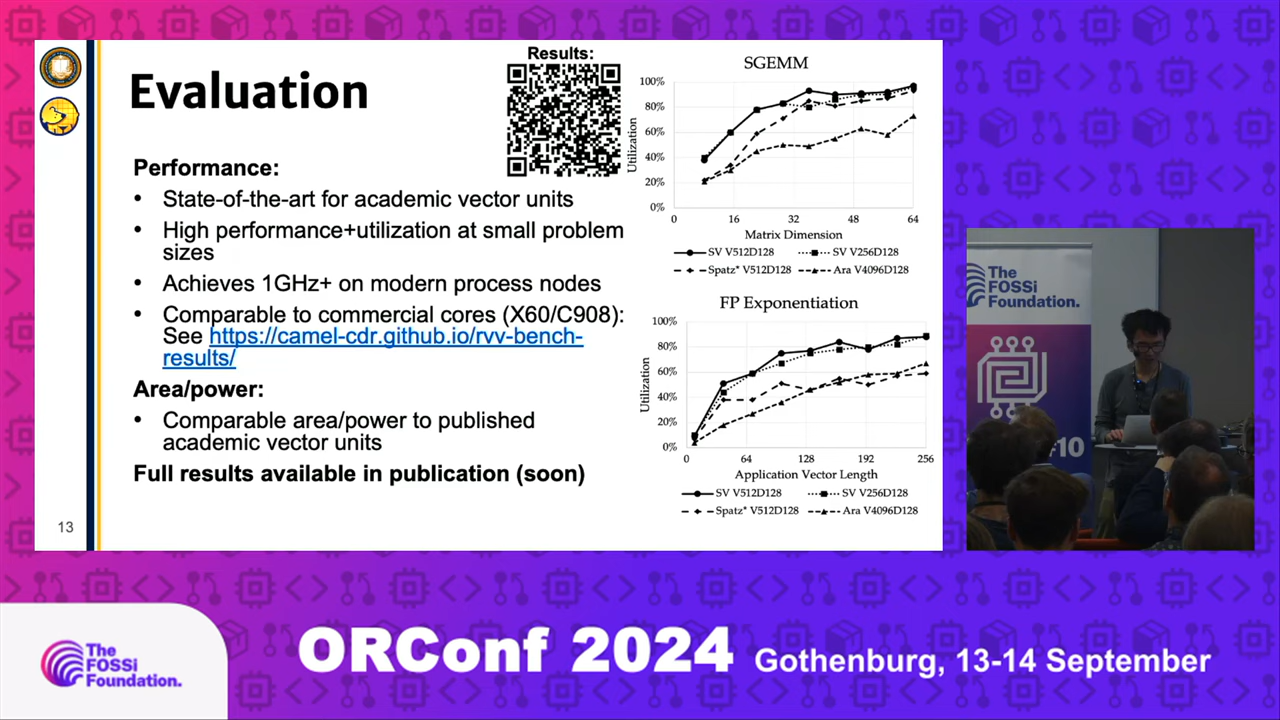 Evaluation
Results:
Performance:
• State-of-the-art for academic vector units
• High performance+utilization at small problem
sizes
• Achieves 1GHz+ on modern process nodes
• Comparable to commercial cores (X60/C908):
See https://camel-cdr.github.io/rvv-bench-
results/
Area/power:
• Comparable area/power to published
academic vector units
Full results available in publication (soon)
13
SGEMM
Utilization
100%
80%
60%
40%
20%
0%
0 16 32 48 64
Matrix Dimension
SV V512D128 SV V256D128
Spatz* V512D128 Ara V4096D128
FP Exponentiation
Utilization
100%
80%
60%
40%
20%
0%
0 64 128 192 256
Application Vector Length
SV V512D128 SV V256D128
Spatz* V512D128 Ara V4096D128
The
FOSSi
Foundation.
The
FOSSi
Foundation.
ORConf 2024 Gothenburg, 13-14 September